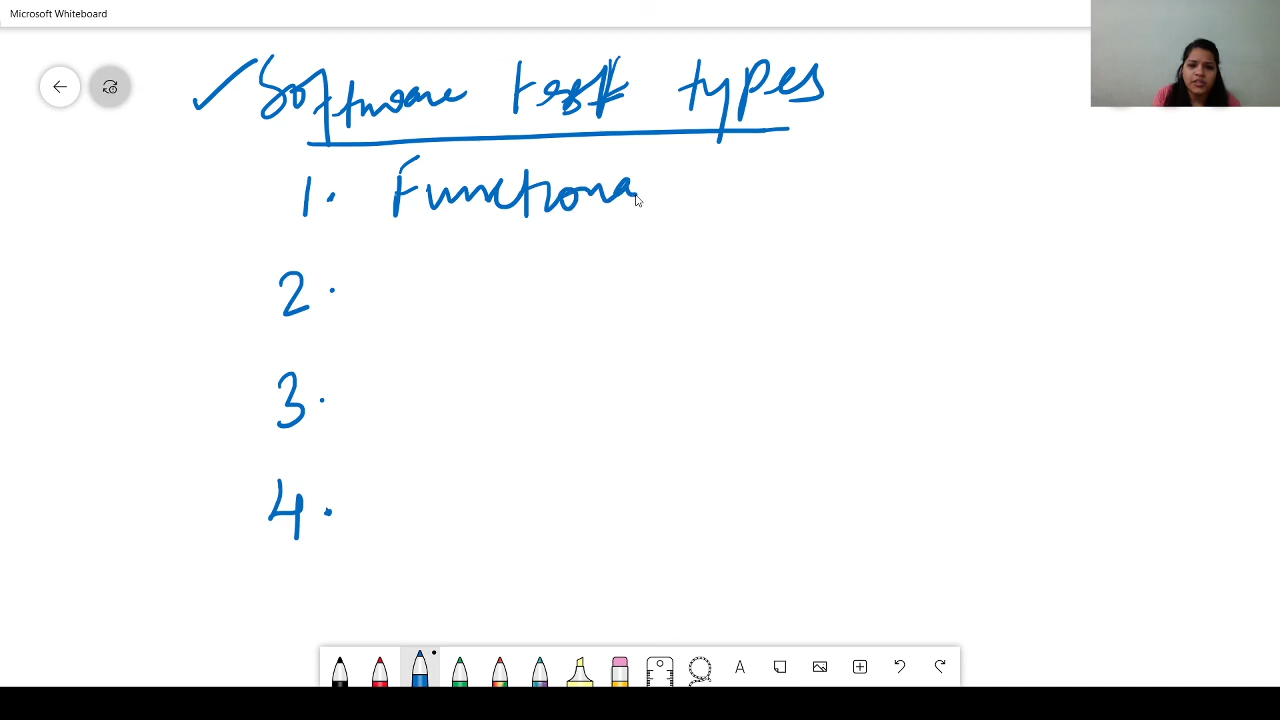 Microsoft Whiteboard
Software test types
1. Functiona
2.
3.
4.
A